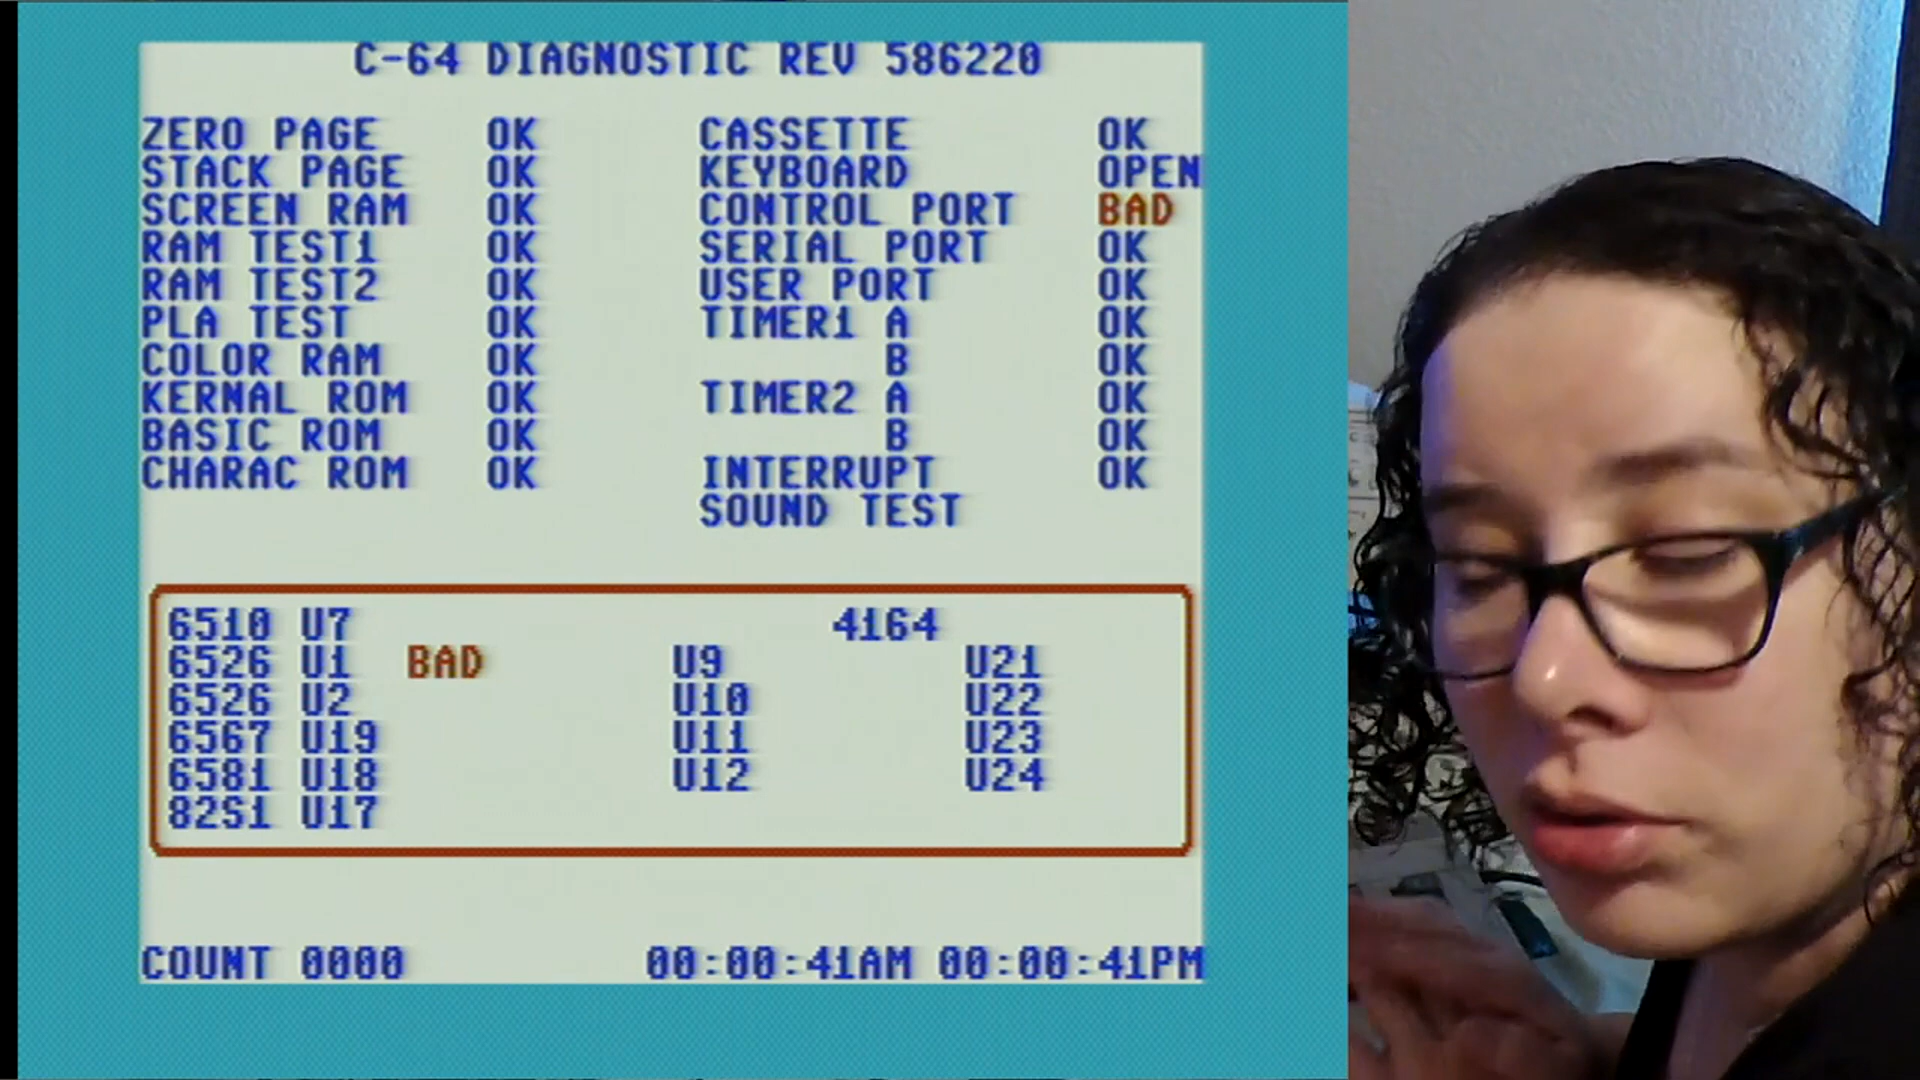 C-64 DIAGNOSTIC REV 586220
ZERO PAGE OK CASSETTE OK
STACK PAGE OK KEYBOARD OPEN
SCREEN RAM OK CONTROL PORT BAD
RAM TEST1 OK SERIAL PORT OK
RAM TEST2 OK USER PORT OK
PLA TEST OK TIMER1 A OK
COLOR RAM OK B OK
KERNAL ROM OK TIMER2 A OK
BASIC ROM OK B OK
CHARAC ROM OK INTERRUPT OK
SOUND TEST
6510 U7 4164
6526 U1 BAD U9 U21
6526 U2 U10 U22
6567 U19 U11 U23
6581 U18 U12 U24
82S1 U17
COUNT 0000 00:00:41AM 00:00:41PM